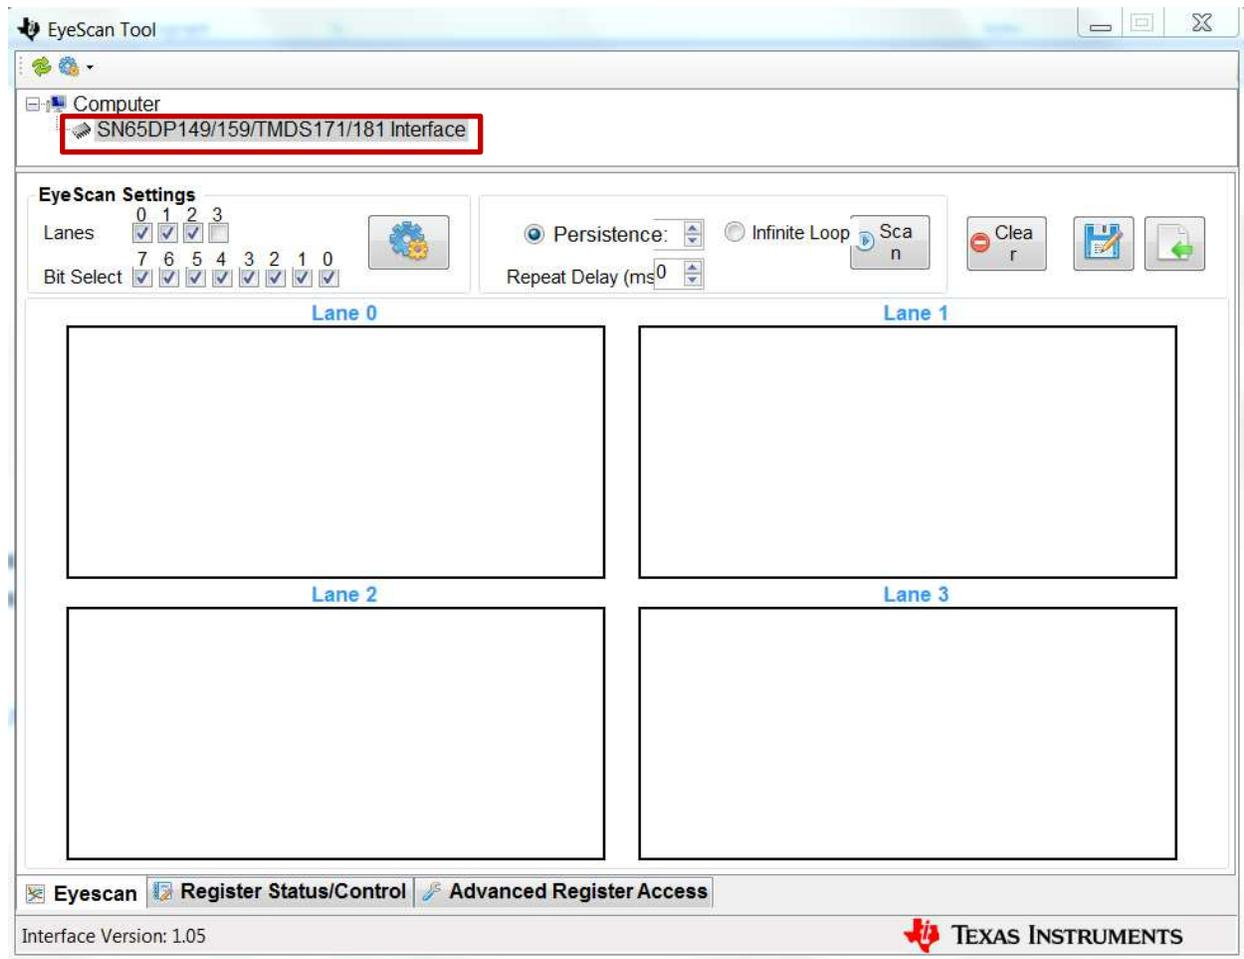 EyeScan Tool
Computer
SN65DP149/159/TMDS171/181 Interface
EyeScan Settings
0 1 2 3
Lanes
7 6 5 4 3 2 1 0
Bit Select
Persistence:
Infinite Loop
Sca
n
Clea
r
Repeat Delay (ms
0
Lane 0
Lane 1
Lane 2
Lane 3
Eyescan
Register Status/Control
Advanced Register Access
Interface Version: 1.05
TEXAS INSTRUMENTS